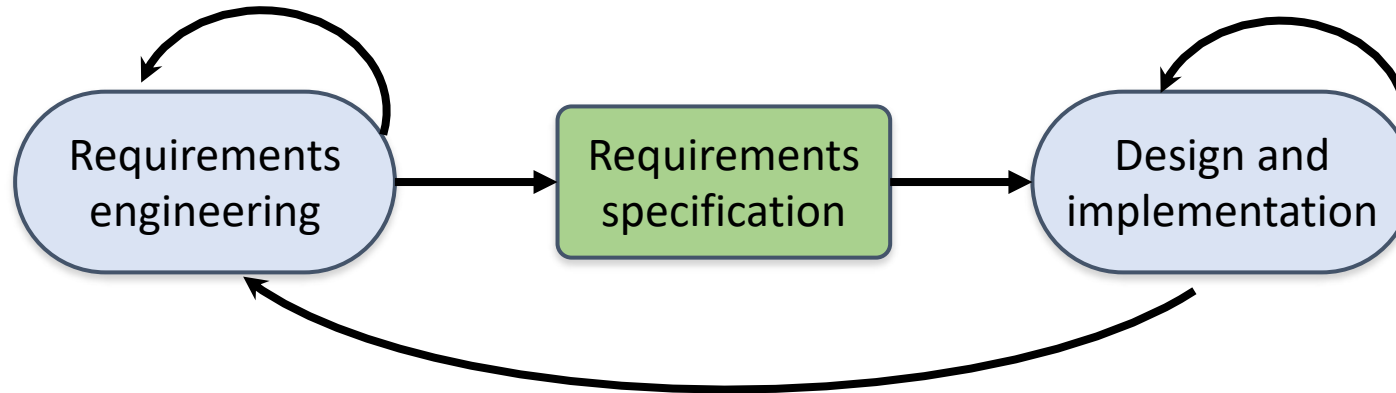 Requirements
engineering
Requirements
specification
Design and
implementation